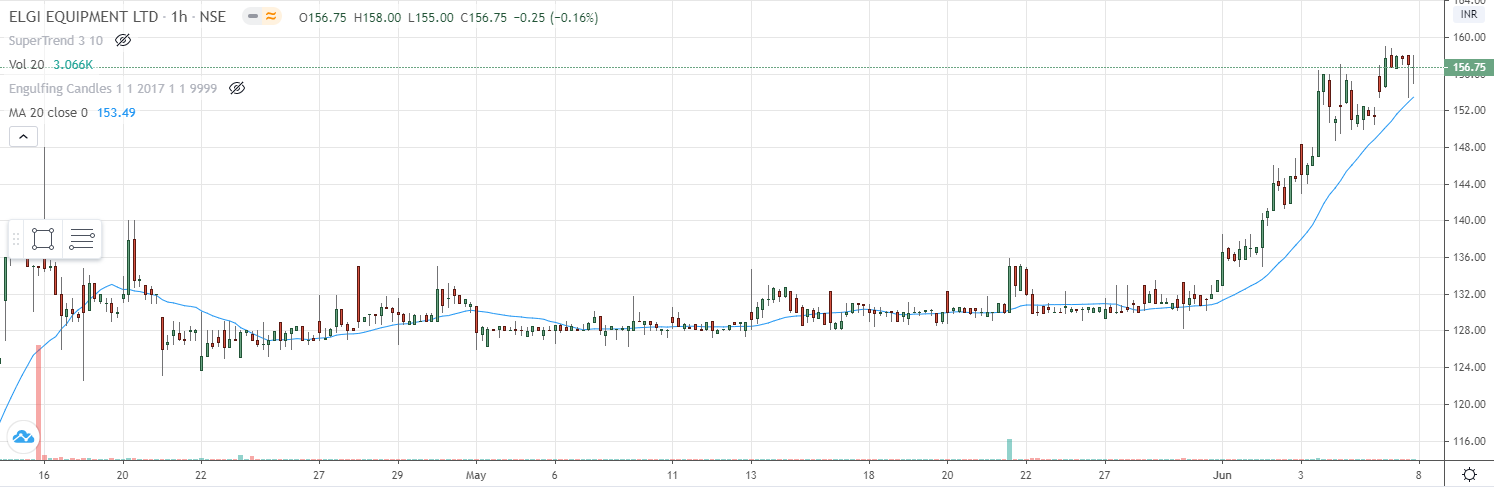 ELGI EQUIPMENT LTD · 1h · NSE O156.75 H158.00 L155.00 C156.75 −0.25 (−0.16%)
SuperTrend 3 10
Vol 20 3.066K
Engulfing Candles 1 1 2017 1 1 9999
MA 20 close 0 153.49
164.00
INR
160.00
156.75
156.00
152.00
148.00
144.00
140.00
136.00
132.00
128.00
124.00
120.00
116.00
16 20 22 27 29 May 6 11 13 18 20 22 27 Jun 3 8